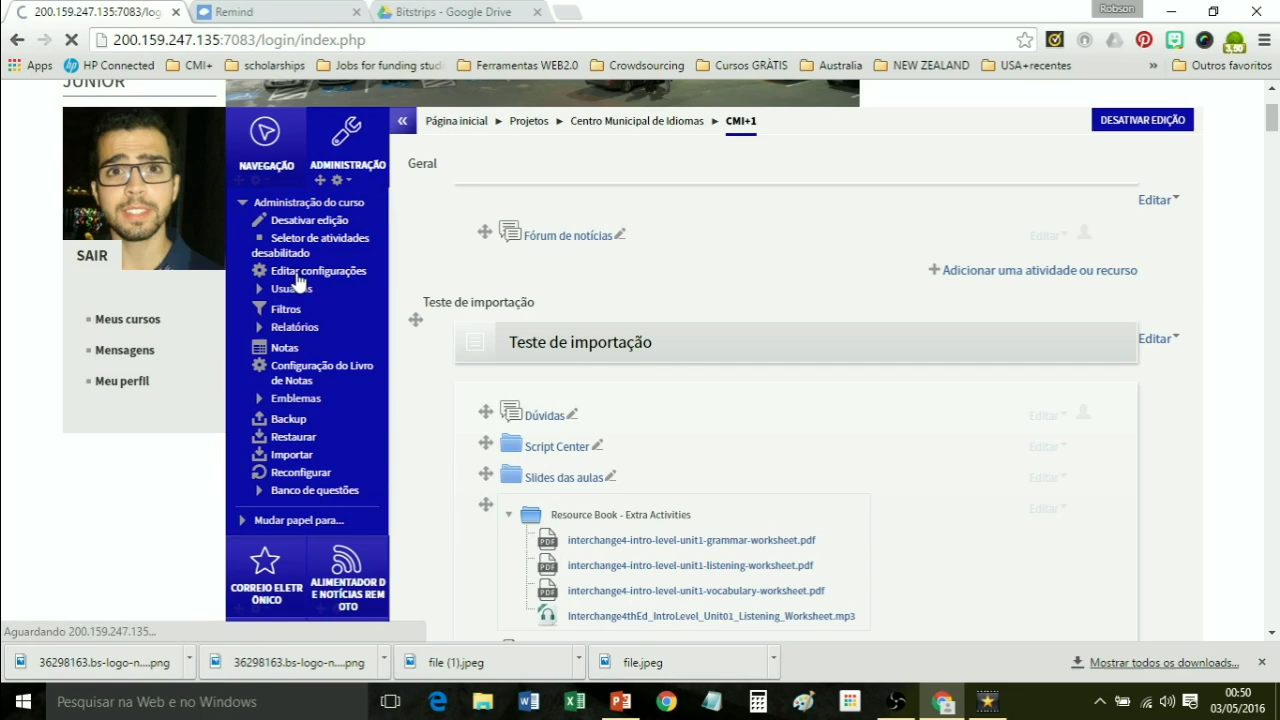 200.159.247.135:7083/log
Remind
Bitstrips - Google Drive
Robson
200.159.247.135:7083/login/index.php
3.50
Apps
HP Connected
CMI+
scholarships
Jobs for funding stud
Ferramentas WEB2.0
Crowdsourcing
Cursos GRÁTIS
Australia
NEW ZEALAND
USA+recentes
»
Outros favoritos
JUNIOR
SAIR
Meus cursos
Mensagens
Meu perfil
NAVEGAÇÃO
ADMINISTRAÇÃO
Administração do curso
Desativar edição
Seletor de atividades
desabilitado
Editar configurações
Filtros
Relatórios
Notas
Configuração do Livro
de Notas
Emblemas
Backup
Restaurar
Importar
Reconfigurar
Banco de questões
Mudar papel para...
CORREIO ELETR
ÔNICO
ALIMENTADOR D
E NOTÍCIAS REM
OTO
«
Página inicial ► Projetos ► Centro Municipal de Idiomas ► CMI+1
DESATIVAR EDIÇÃO
Geral
Editar
Fórum de notícias
Editar
Adicionar uma atividade ou recurso
Teste de importação
Teste de importação
Editar
Dúvidas
Editar
Script Center
Editar
Slides das aulas
Editar
Resource Book - Extra Activities
Editar
PDF
interchange4-intro-level-unit1-grammar-worksheet.pdf
PDF
interchange4-intro-level-unit1-listening-worksheet.pdf
PDF
interchange4-intro-level-unit1-vocabulary-worksheet.pdf
Interchange4thEd_IntroLevel_Unit01_Listening_Worksheet.mp3
Aguardando 200.159.247.135...
36298163.bs-logo-n....png
36298163.bs-logo-n....png
file (1).jpeg
file.jpeg
Mostrar todos os downloads...
Pesquisar na Web e no Windows
00:50
03/05/2016